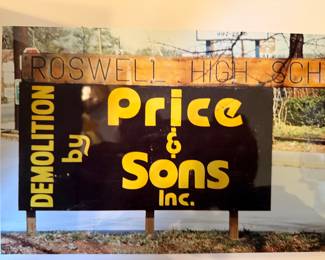 ROSWELL HIGH SCH
DEMOLITION
by
Price
&
Sons
Inc.